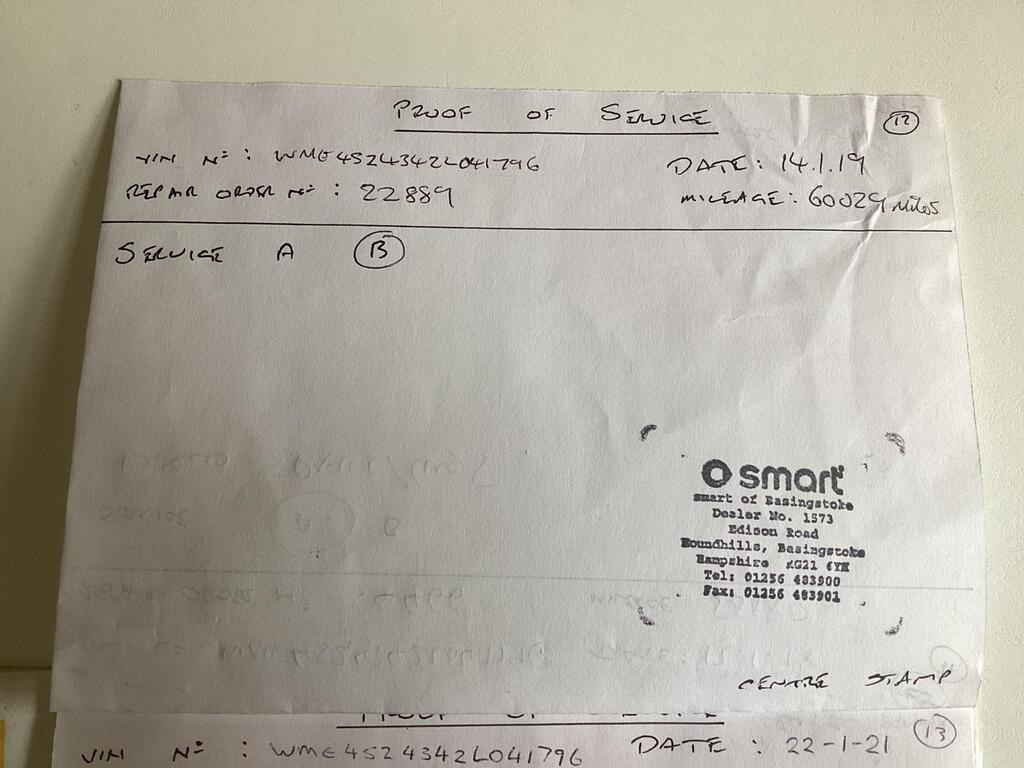 PROOF OF SERVICE 12
VIN Nº: WME4524342L041796 DATE: 14.1.19
REPAIR ORDER Nº: 22889 MILEAGE: 60029 MILES
SERVICE A B
smart
smart of Basingstoke
Dealer No. 1573
Edison Road
Houndhills, Basingstoke
Hampshire RG21 6YH
Tel: 01256 483900
Fax: 01256 483901
CENTRE STAMP
VIN Nº: WME4524342L041796 DATE: 22-1-21 13